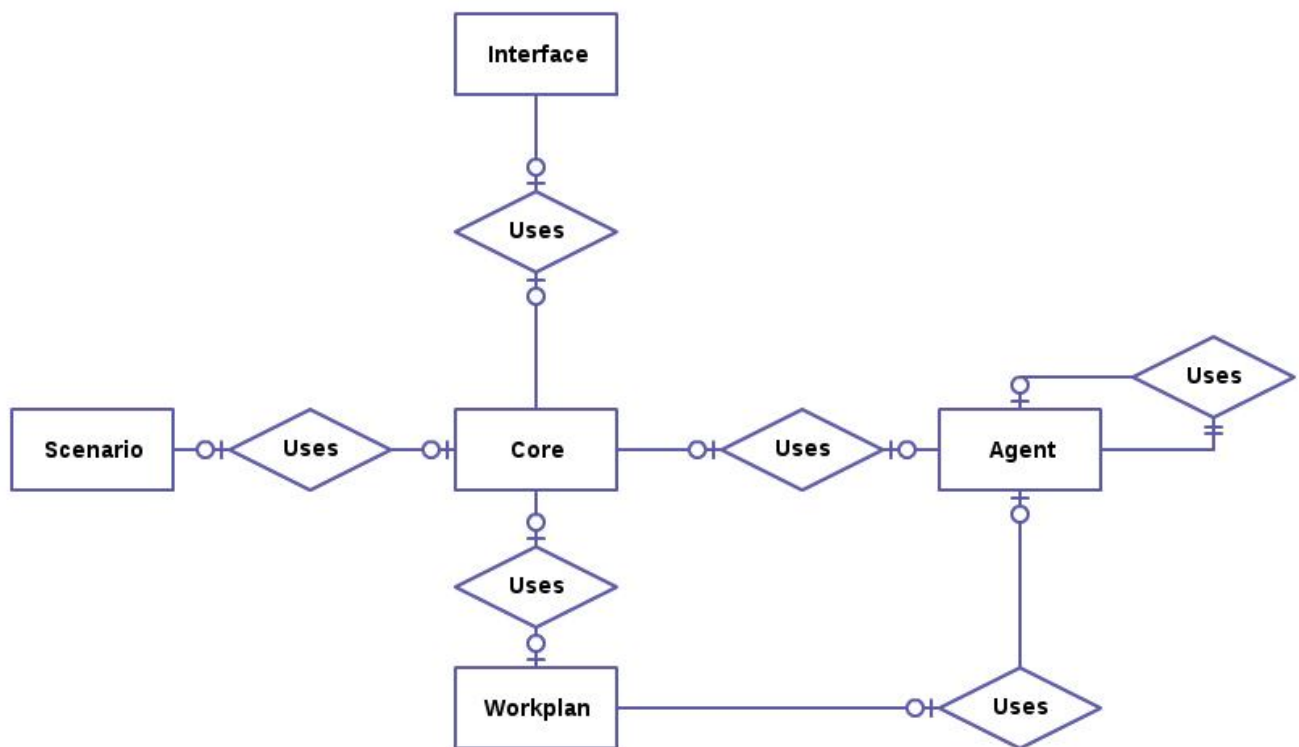 Interface
Uses
Uses
Scenario
Uses
Core
Uses
Agent
Uses
Workplan
Uses